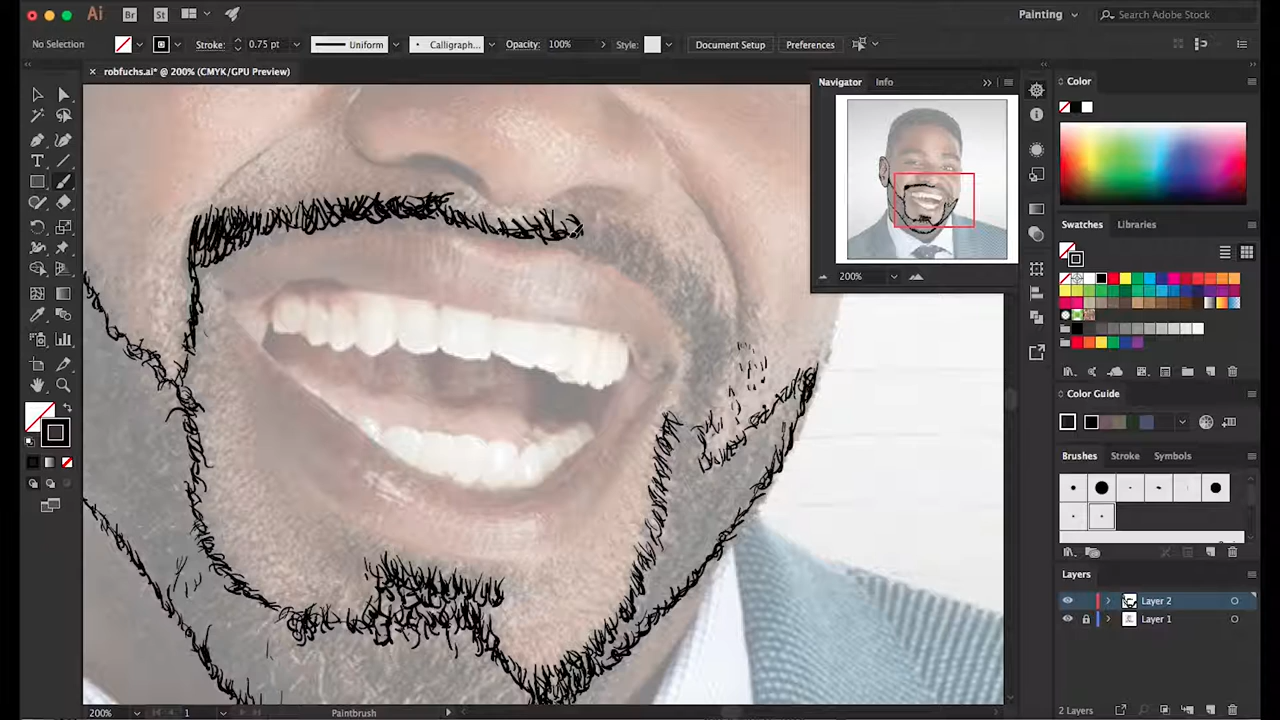 Ai Br St Painting Search Adobe Stock
No Selection Stroke: 0.75 pt Uniform Calligraph... Opacity: 100% Style: Document Setup Preferences
× robfuchs.ai* @ 200% (CMYK/GPU Preview)
Navigator Info
200%
Color
Swatches Libraries
Color Guide
Brushes Stroke Symbols
Layers
Layer 2
Layer 1
200% 1 Paintbrush
2 Layers